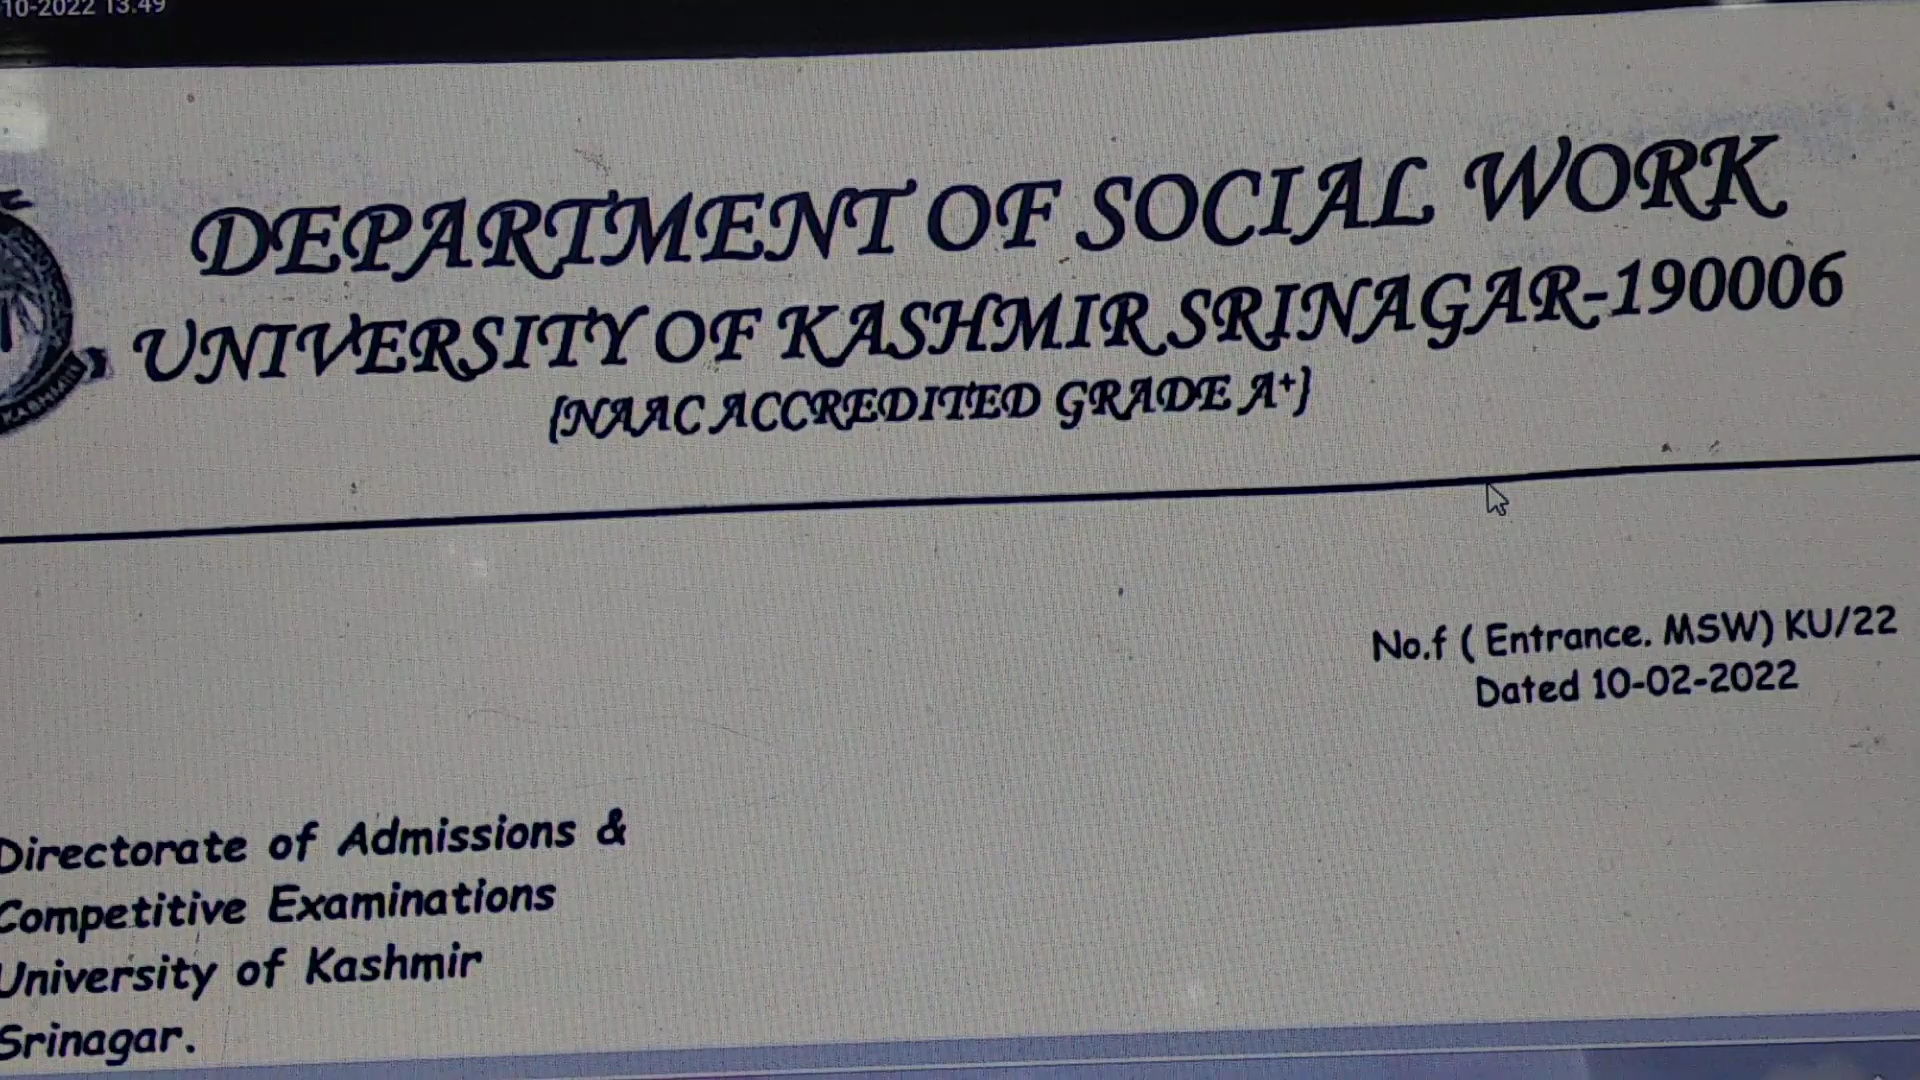 10-2022 13:49
DEPARTMENT OF SOCIAL WORK
UNIVERSITY OF KASHMIR SRINAGAR-190006
{NAAC ACCREDITED GRADE A+}
KASHMIR
No.f ( Entrance. MSW) KU/22
Dated 10-02-2022
Directorate of Admissions &
Competitive Examinations
University of Kashmir
Srinagar.